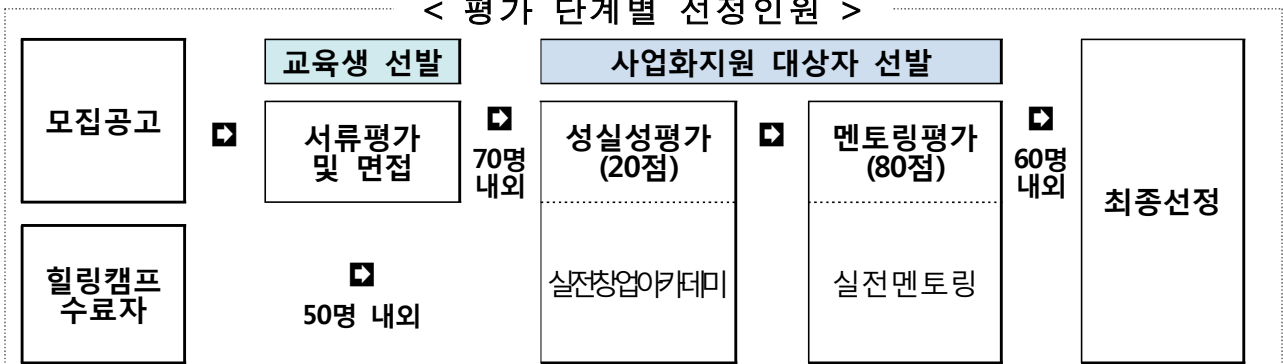 < 평가 단계별 선정인원 >
교육생 선발
사업화지원 대상자 선발
모집공고
서류평가
및 면접
70명
내외
성실성평가
(20점)
멘토링평가
(80점)
60명
내외
최종선정
힐링캠프
수료자
50명 내외
실전창업아카데미
실전멘토링